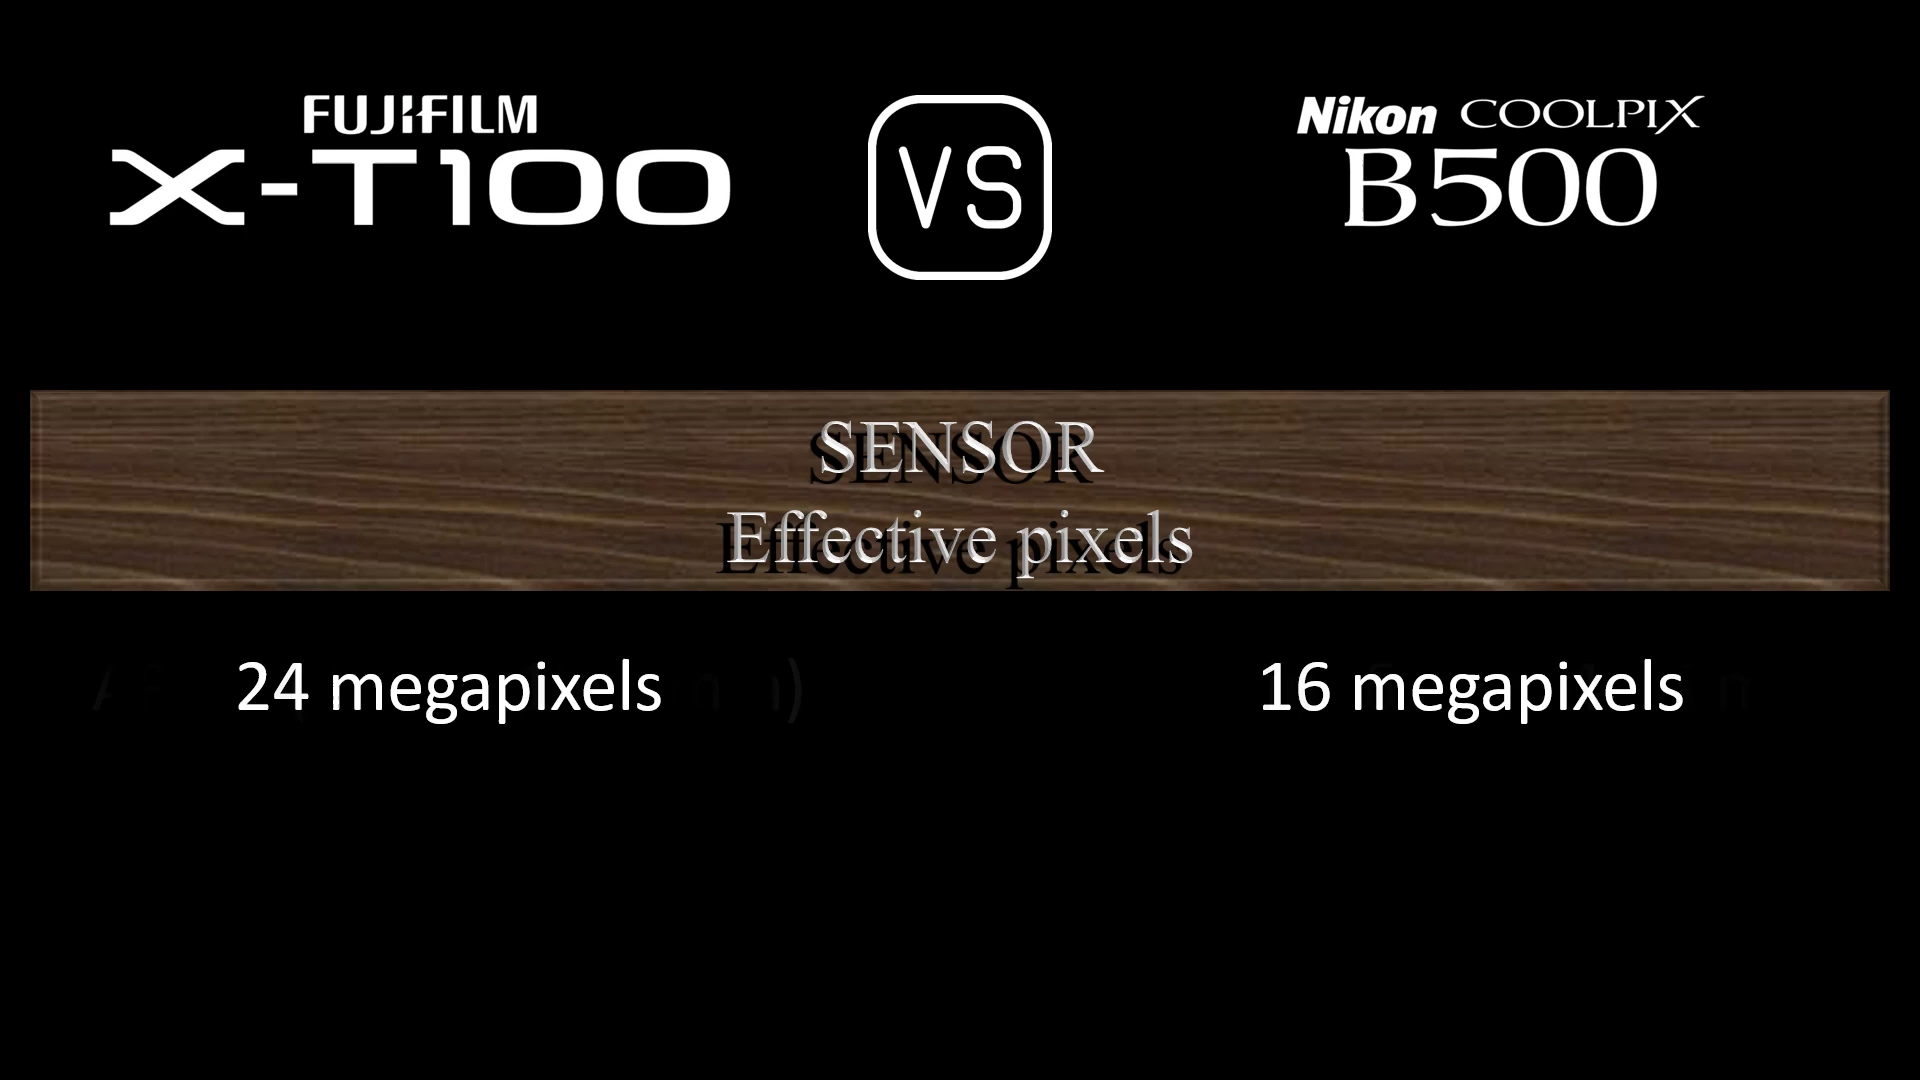 FUJIFILM
X-T100
VS
Nikon COOLPIX
B500
SENSOR
Effective pixels
24 megapixels
16 megapixels